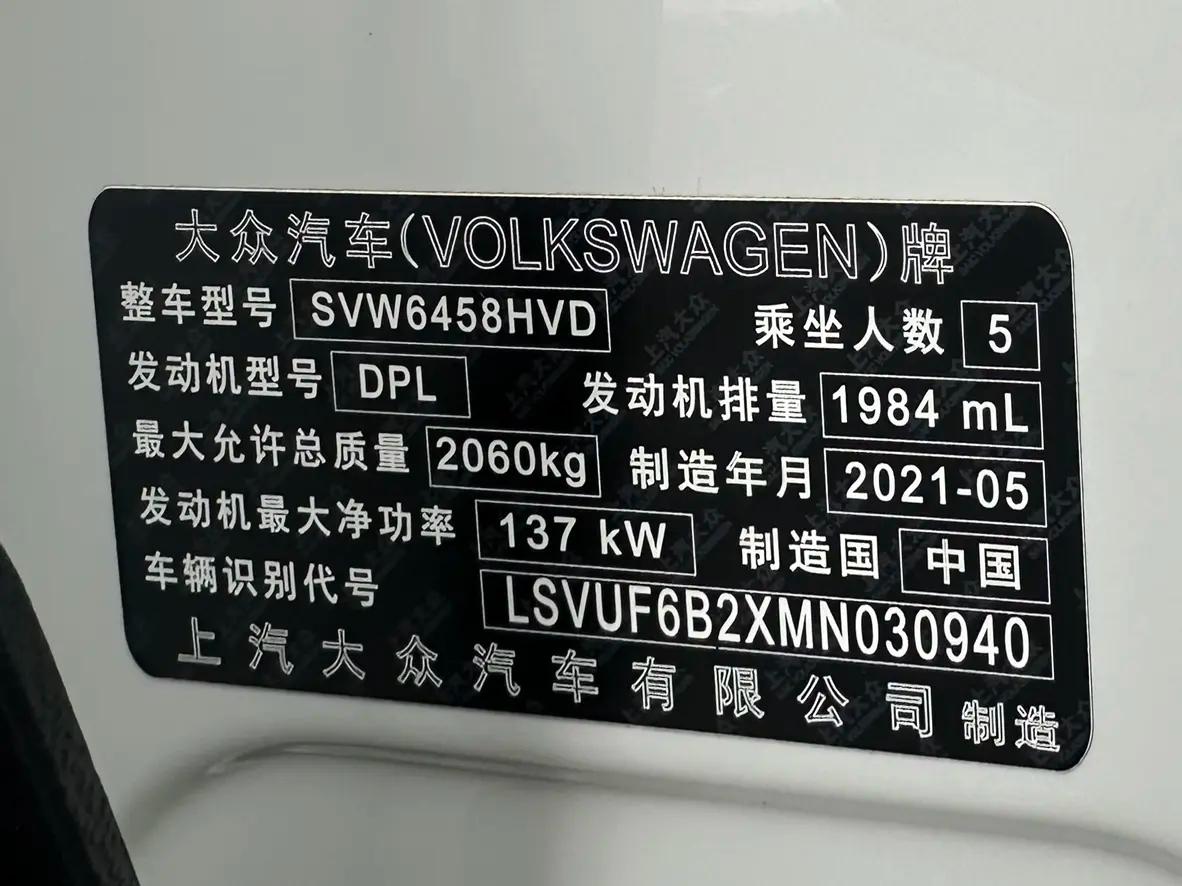 大众汽车(VOLKSWAGEN)牌
整车型号 SVW6458HVD 乘坐人数 5
发动机型号 DPL 发动机排量 1984 mL
最大允许总质量 2060kg 制造年月 2021-05
发动机最大净功率 137 kW 制造国 中国
车辆识别代号 LSVUF6B2XMN030940
上汽大众汽车有限公司 制造